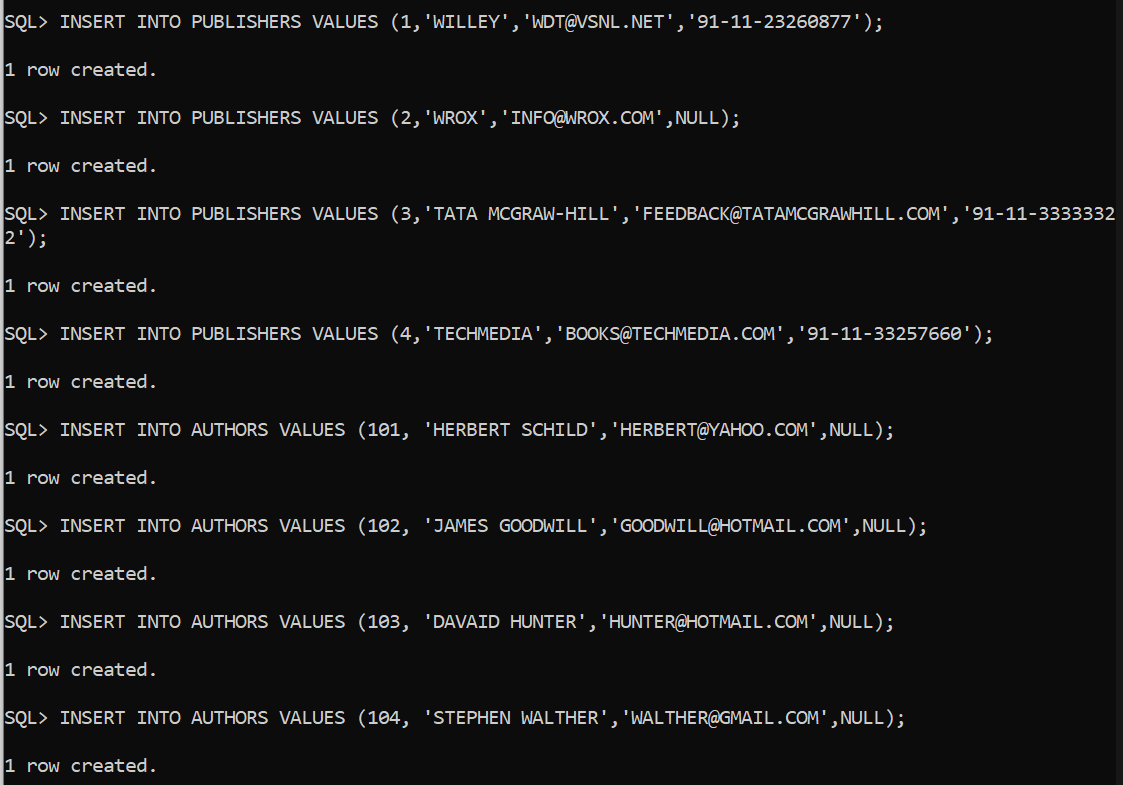 SQL> INSERT INTO PUBLISHERS VALUES (1,'WILLEY','WDT@VSNL.NET','91-11-23260877');
1 row created.
SQL> INSERT INTO PUBLISHERS VALUES (2,'WROX','INFO@WROX.COM',NULL);
1 row created.
SQL> INSERT INTO PUBLISHERS VALUES (3,'TATA MCGRAW-HILL','FEEDBACK@TATAMCGRAWHILL.COM','91-11-3333332
2');
1 row created.
SQL> INSERT INTO PUBLISHERS VALUES (4,'TECHMEDIA','BOOKS@TECHMEDIA.COM','91-11-33257660');
1 row created.
SQL> INSERT INTO AUTHORS VALUES (101, 'HERBERT SCHILD','HERBERT@YAHOO.COM',NULL);
1 row created.
SQL> INSERT INTO AUTHORS VALUES (102, 'JAMES GOODWILL','GOODWILL@HOTMAIL.COM',NULL);
1 row created.
SQL> INSERT INTO AUTHORS VALUES (103, 'DAVAID HUNTER','HUNTER@HOTMAIL.COM',NULL);
1 row created.
SQL> INSERT INTO AUTHORS VALUES (104, 'STEPHEN WALTHER','WALTHER@GMAIL.COM',NULL);
1 row created.